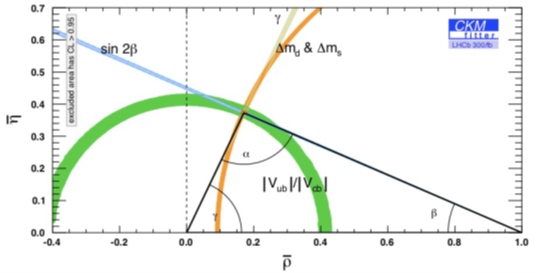 0.7
0.6
0.5
0.4
0.3
0.2
0.1
0.0
η̄
excluded area has CL > 0.95
sin 2β
γ
Δm_d & Δm_s
CKM
fitter
LHCb 300/fb
α
|V_ub|/|V_cb|
γ
β
-0.4
-0.2
0.0
0.2
0.4
0.6
0.8
1.0
ρ̄